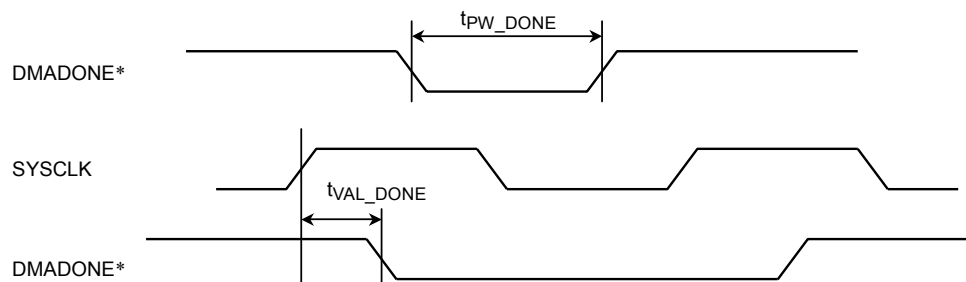 tPW_DONE
DMADONE*
SYSCLK
tVAL_DONE
DMADONE*